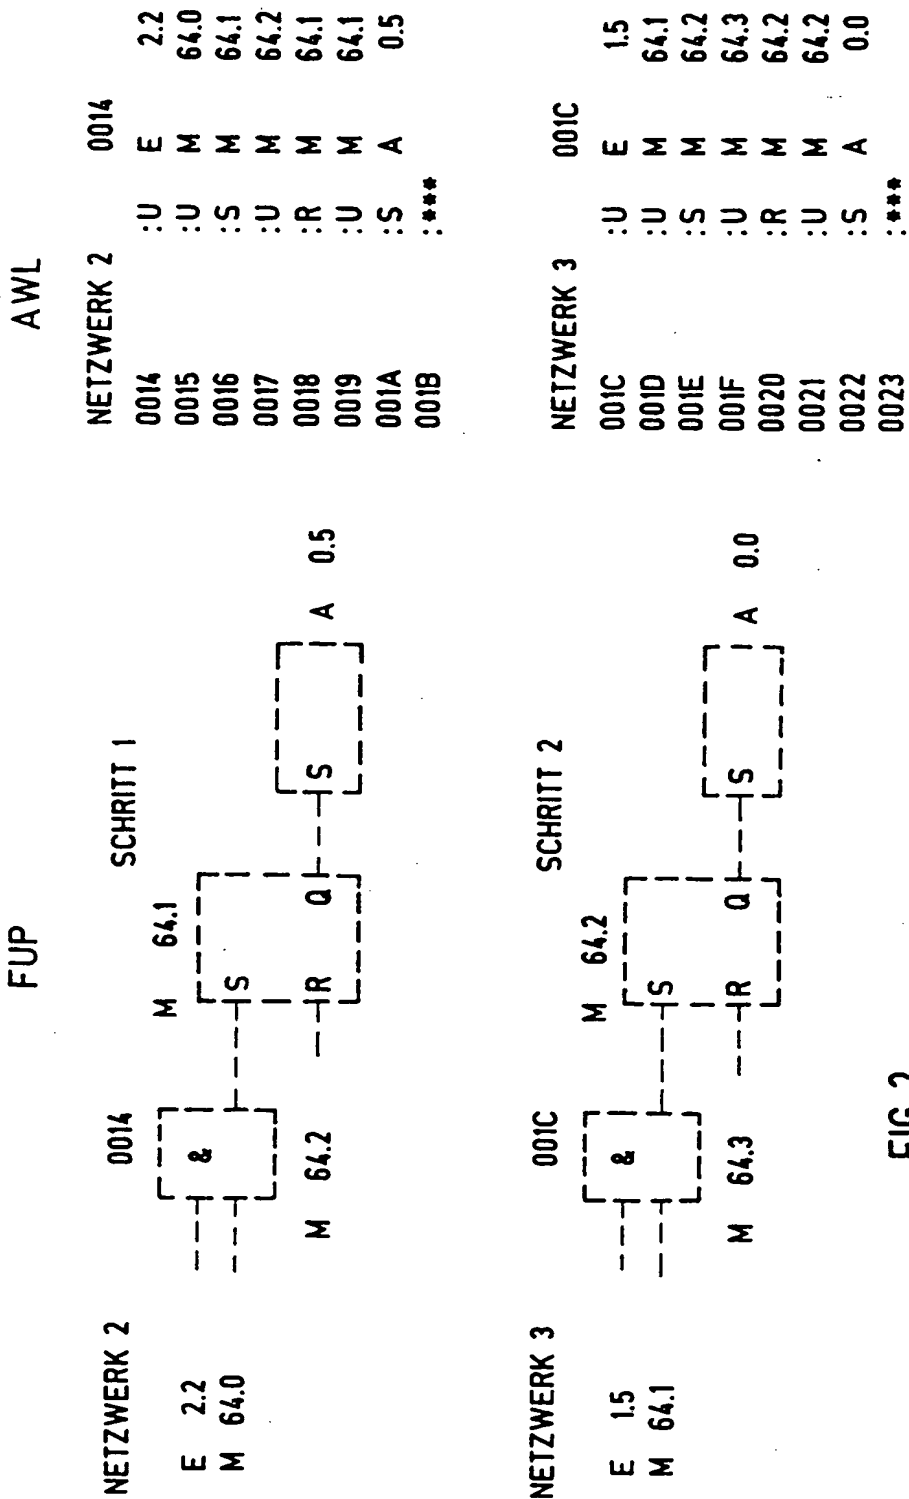 FUP
AWL
NETZWERK 2
0014
SCHRITT 1
M 64.1
E 2.2
M 64.0
&
S
M 64.2
R
Q
S
A 0.5
NETZWERK 2 0014
0014 :U E 2.2
0015 :U M 64.0
0016 :S M 64.1
0017 :U M 64.2
0018 :R M 64.1
0019 :U M 64.1
001A :S A 0.5
001B :***
NETZWERK 3
001C
SCHRITT 2
M 64.2
E 1.5
M 64.1
&
S
M 64.3
R
Q
S
A 0.0
NETZWERK 3 001C
001C :U E 1.5
001D :U M 64.1
001E :S M 64.2
001F :U M 64.3
0020 :R M 64.2
0021 :U M 64.2
0022 :S A 0.0
0023 :***
FIG 2